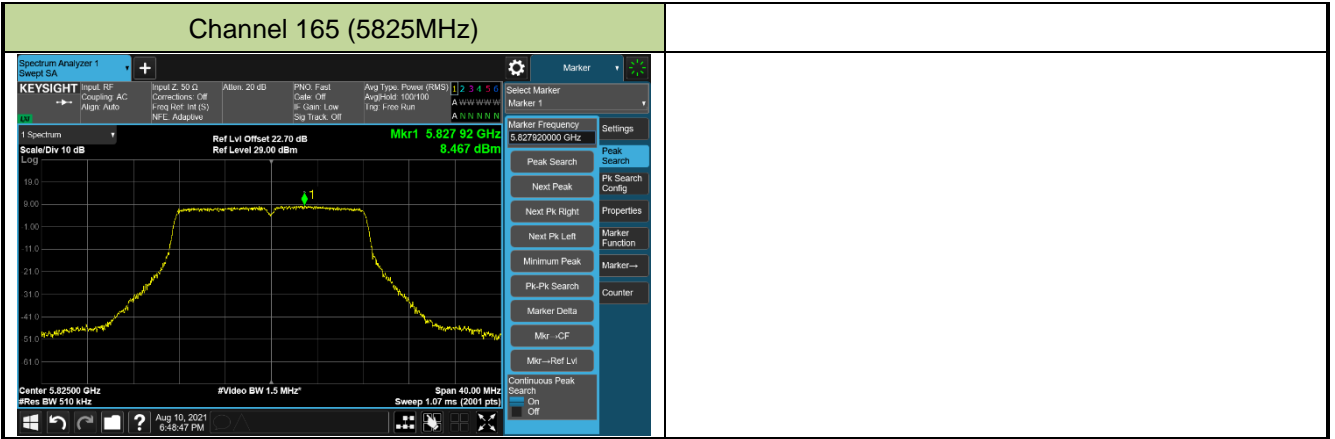 Channel 165 (5825MHz)
Spectrum Analyzer 1
Swept SA
Marker
KEYSIGHT
Input: RF
Coupling: AC
Align: Auto
Input Z: 50 Ω
Corrections: Off
Freq Ref: Int (S)
NFE: Adaptive
Atten: 20 dB
PNO: Fast
Gate: Off
IF Gain: Low
Sig Track: Off
Avg Type: Power (RMS)
Avg|Hold: 100/100
Trig: Free Run
1 2 3 4 5 6
A W W W W W
A N N N N N
LV
Select Marker
Marker 1
1 Spectrum
Scale/Div 10 dB
Log
Ref Lvl Offset 22.70 dB
Ref Level 29.00 dBm
Mkr1 5.827 92 GHz
8.467 dBm
19.0
9.00
1
-1.00
-11.0
-21.0
-31.0
-41.0
-51.0
-61.0
Center 5.82500 GHz
#Res BW 510 kHz
#Video BW 1.5 MHz*
Span 40.00 MHz
Sweep 1.07 ms (2001 pts)
Marker Frequency
5.827920000 GHz
Peak Search
Next Peak
Next Pk Right
Next Pk Left
Minimum Peak
Pk-Pk Search
Marker Delta
Mkr→CF
Mkr→Ref Lvl
Continuous Peak
Search
On
Off
Settings
Peak
Search
Pk Search
Config
Properties
Marker
Function
Marker→
Counter
?
Aug 10, 2021
6:48:47 PM